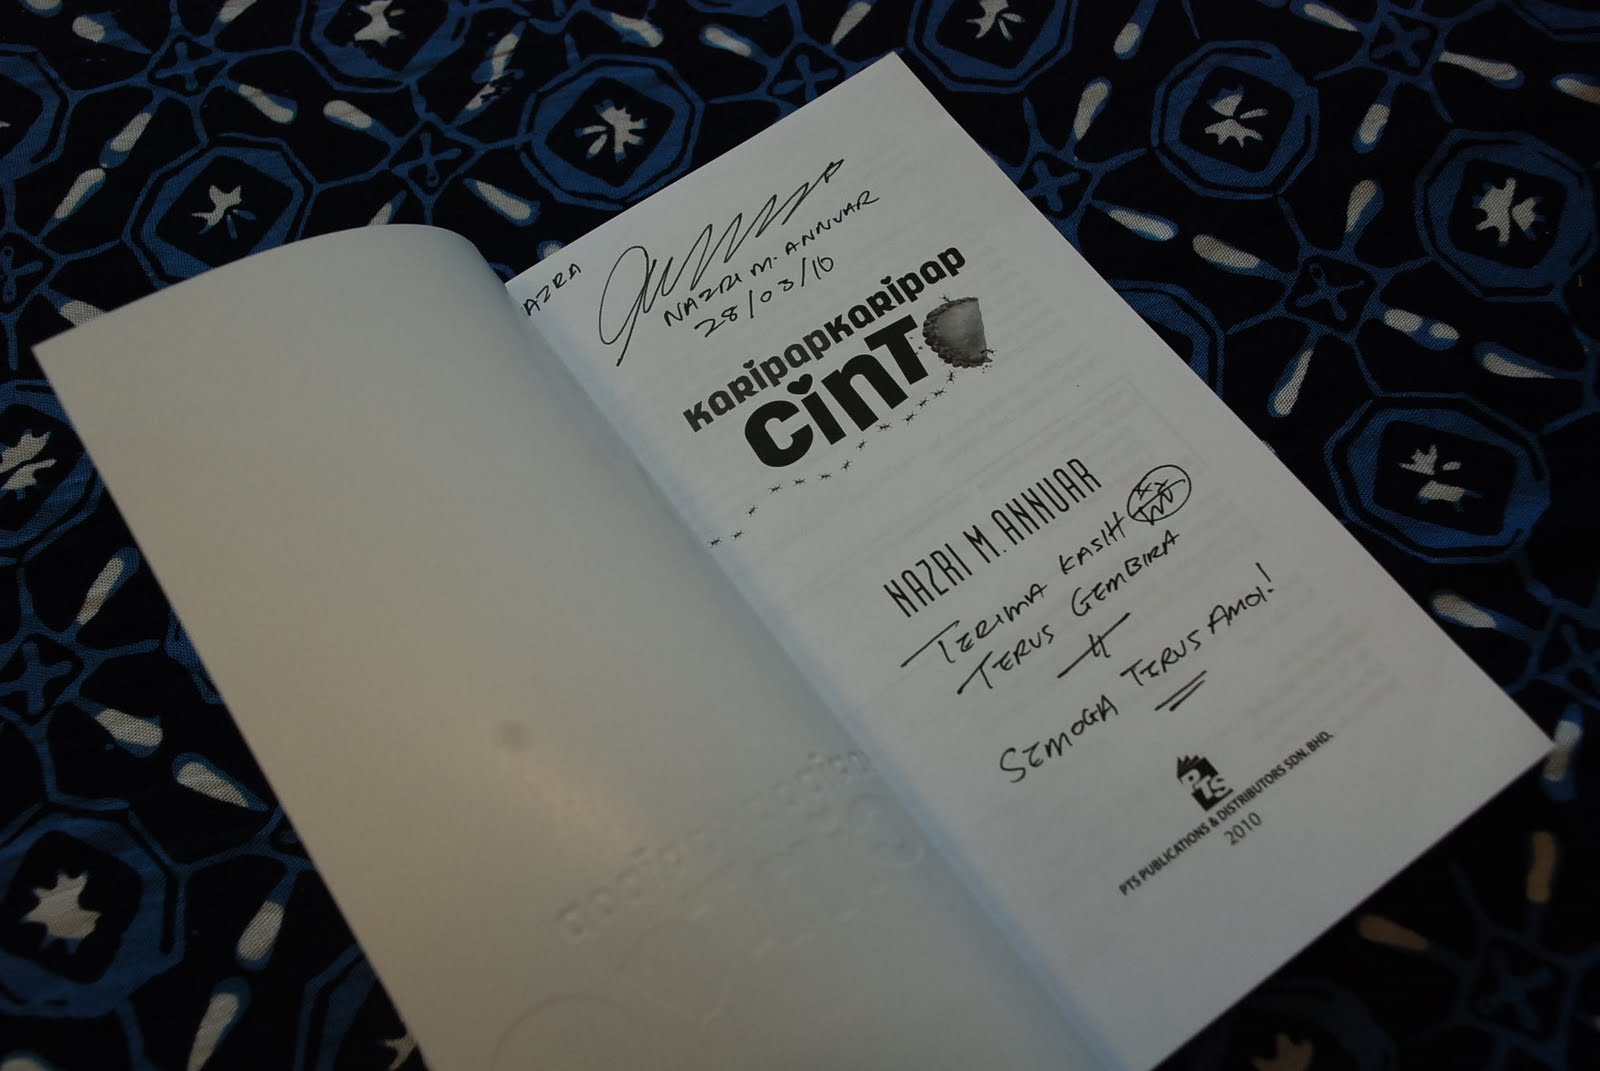 AZRA
NAZRI M. ANNUAR
28/03/10
KARIPAPKARIPAP
CINT
NAZRI M. ANNUAR
TERIMA KASIH
TERUS GEMBIRA
SEMOGA TERUS AMOI!
PTS
PTS PUBLICATIONS & DISTRIBUTORS SDN. BHD.
2010